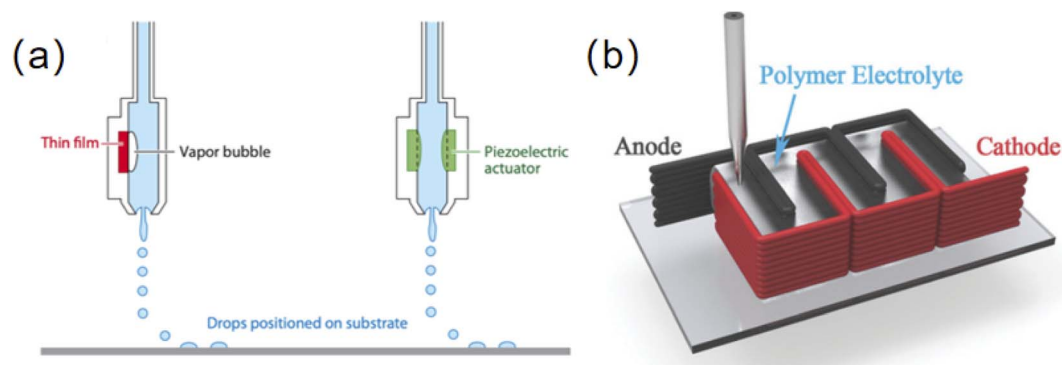 (a)
Thin film
Vapor bubble
Piezoelectric
actuator
Drops positioned on substrate
(b)
Polymer Electrolyte
Anode
Cathode